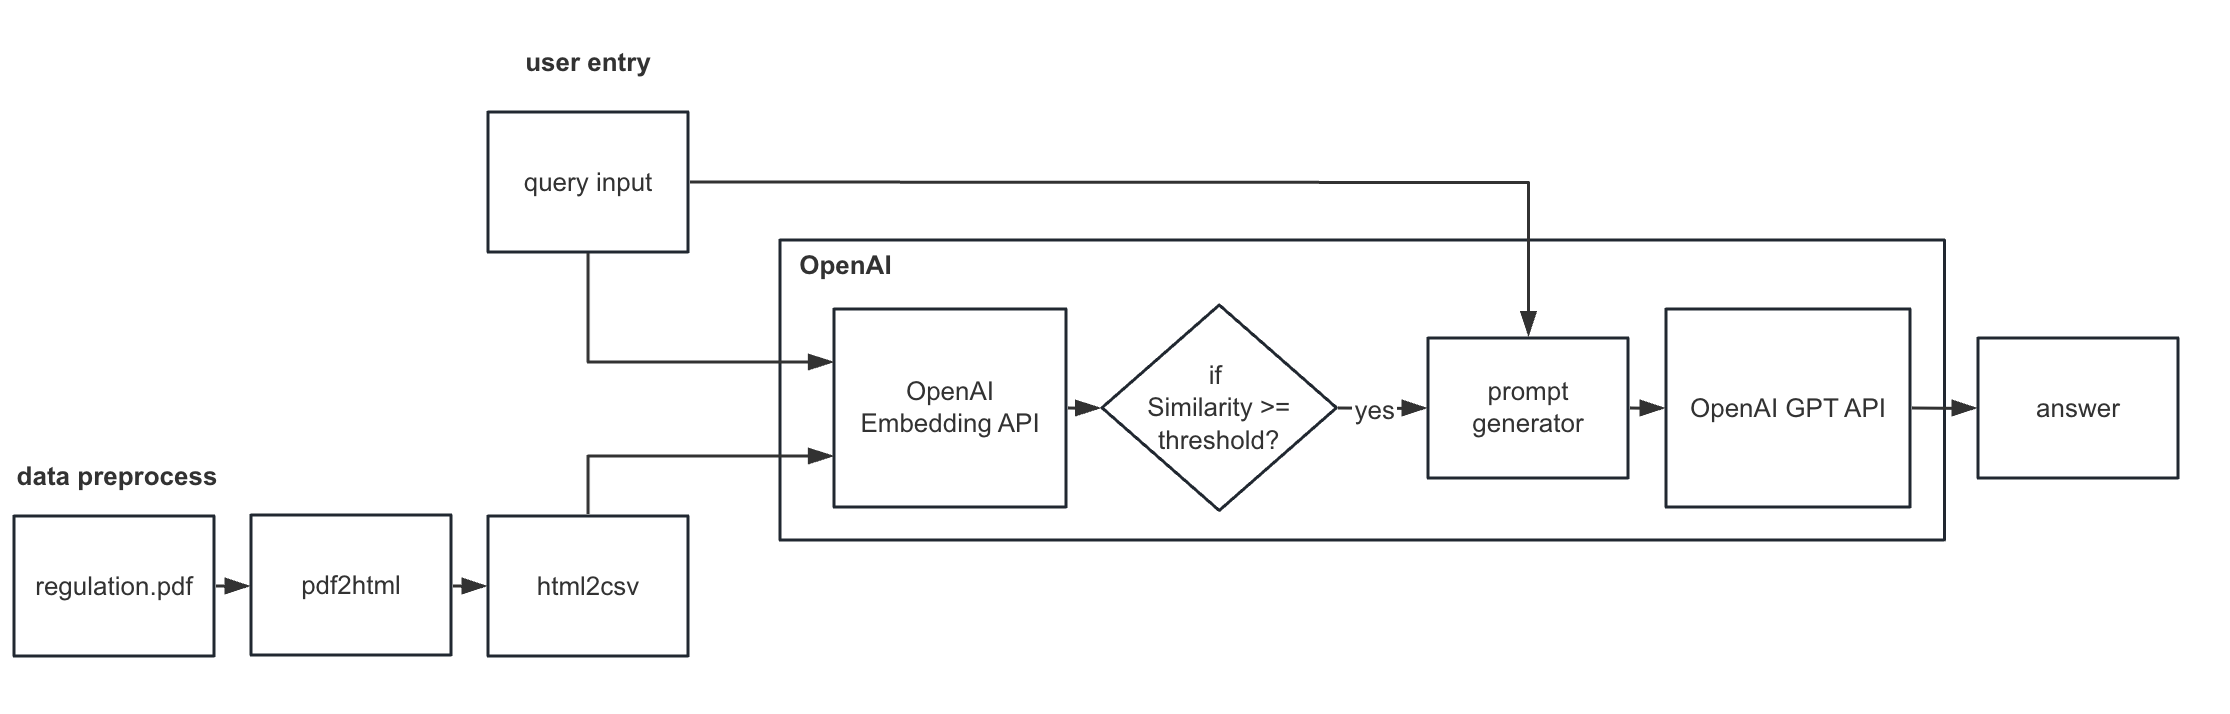 user entry
query input
OpenAI
OpenAI
Embedding API
if
Similarity >=
threshold?
yes
prompt
generator
OpenAI GPT API
answer
data preprocess
regulation.pdf
pdf2html
html2csv